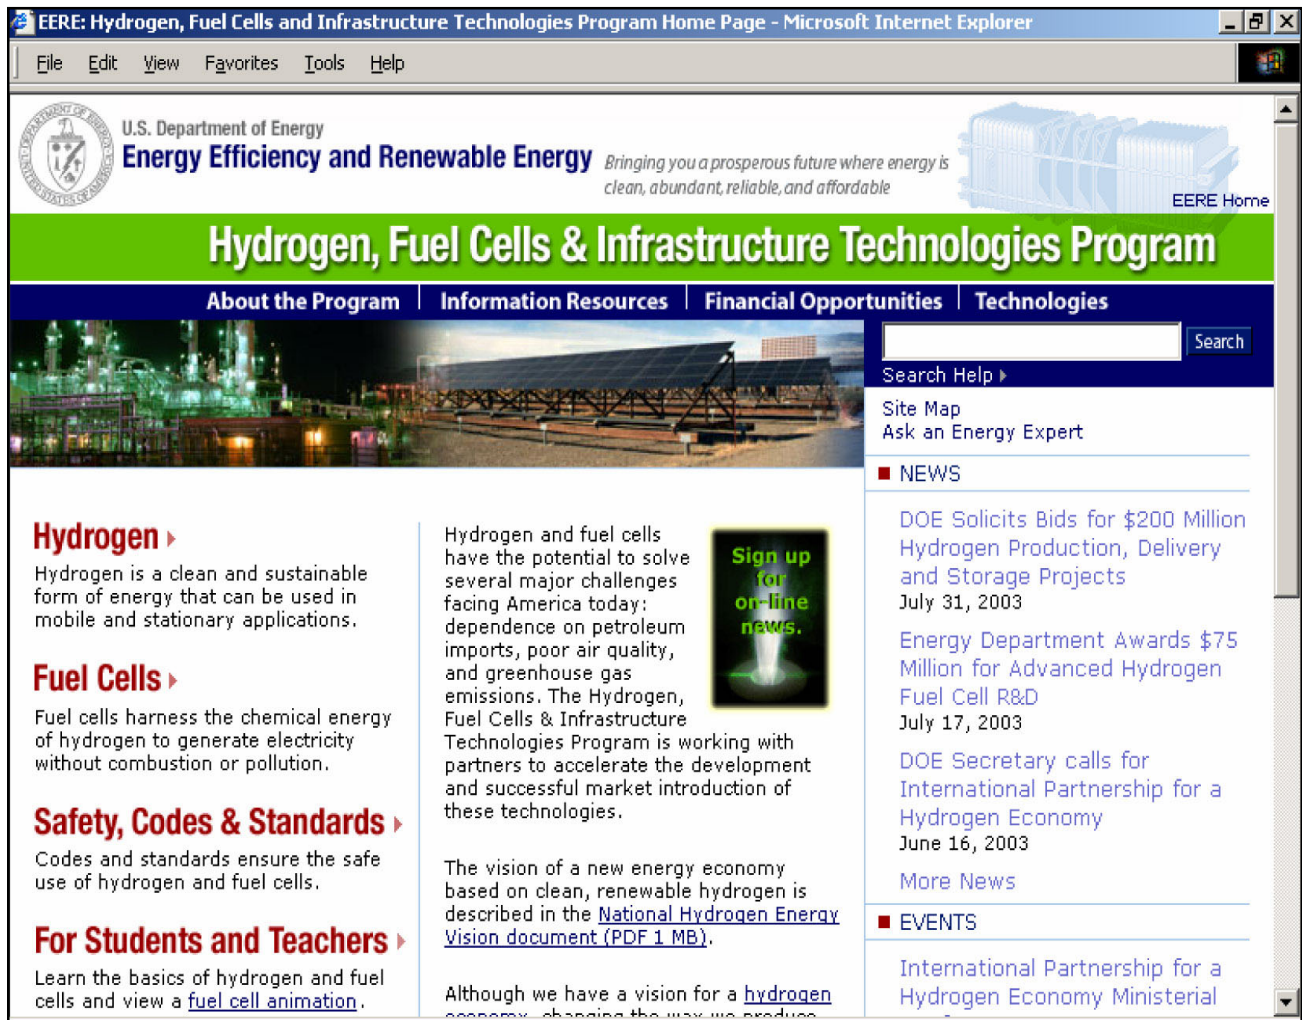 EERE: Hydrogen, Fuel Cells and Infrastructure Technologies Program Home Page - Microsoft Internet Explorer
File Edit View Favorites Tools Help
U.S. Department of Energy
Energy Efficiency and Renewable Energy
Bringing you a prosperous future where energy is
clean, abundant, reliable, and affordable
EERE Home
Hydrogen, Fuel Cells & Infrastructure Technologies Program
About the Program | Information Resources | Financial Opportunities | Technologies
Search
Search Help
Site Map
Ask an Energy Expert
Hydrogen
Hydrogen is a clean and sustainable
form of energy that can be used in
mobile and stationary applications.
Fuel Cells
Fuel cells harness the chemical energy
of hydrogen to generate electricity
without combustion or pollution.
Safety, Codes & Standards
Codes and standards ensure the safe
use of hydrogen and fuel cells.
For Students and Teachers
Learn the basics of hydrogen and fuel
cells and view a fuel cell animation.
Hydrogen and fuel cells
have the potential to solve
several major challenges
facing America today:
dependence on petroleum
imports, poor air quality,
and greenhouse gas
emissions. The Hydrogen,
Fuel Cells & Infrastructure
Technologies Program is working with
partners to accelerate the development
and successful market introduction of
these technologies.
Sign up
for
on-line
news.
The vision of a new energy economy
based on clean, renewable hydrogen is
described in the National Hydrogen Energy
Vision document (PDF 1 MB).
Although we have a vision for a hydrogen
economy, changing the way we produce
NEWS
DOE Solicits Bids for $200 Million
Hydrogen Production, Delivery
and Storage Projects
July 31, 2003
Energy Department Awards $75
Million for Advanced Hydrogen
Fuel Cell R&D
July 17, 2003
DOE Secretary calls for
International Partnership for a
Hydrogen Economy
June 16, 2003
More News
EVENTS
International Partnership for a
Hydrogen Economy Ministerial